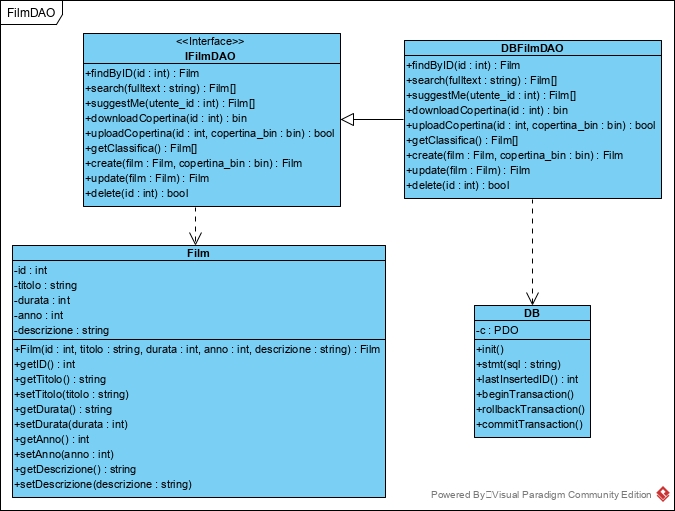 FilmDAO
<<Interface>>
IFilmDAO
+findByID(id : int) : Film
+search(fulltext : string) : Film[]
+suggestMe(utente_id : int) : Film[]
+downloadCopertina(id : int) : bin
+uploadCopertina(id : int, copertina_bin : bin) : bool
+getClassifica() : Film[]
+create(film : Film, copertina_bin : bin) : Film
+update(film : Film) : Film
+delete(id : int) : bool
DBFilmDAO
+findByID(id : int) : Film
+search(fulltext : string) : Film[]
+suggestMe(utente_id : int) : Film[]
+downloadCopertina(id : int) : bin
+uploadCopertina(id : int, copertina_bin : bin) : bool
+getClassifica() : Film[]
+create(film : Film, copertina_bin : bin) : Film
+update(film : Film) : Film
+delete(id : int) : bool
Film
-id : int
-titolo : string
-durata : int
-anno : int
-descrizione : string
+Film(id : int, titolo : string, durata : int, anno : int, descrizione : string) : Film
+getID() : int
+getTitolo() : string
+setTitolo(titolo : string)
+getDurata() : string
+setDurata(durata : int)
+getAnno() : int
+setAnno(anno : int)
+getDescrizione() : string
+setDescrizione(descrizione : string)
DB
-c : PDO
+init()
+stmt(sql : string)
+lastInsertedID() : int
+beginTransaction()
+rollbackTransaction()
+commitTransaction()
Powered By Visual Paradigm Community Edition